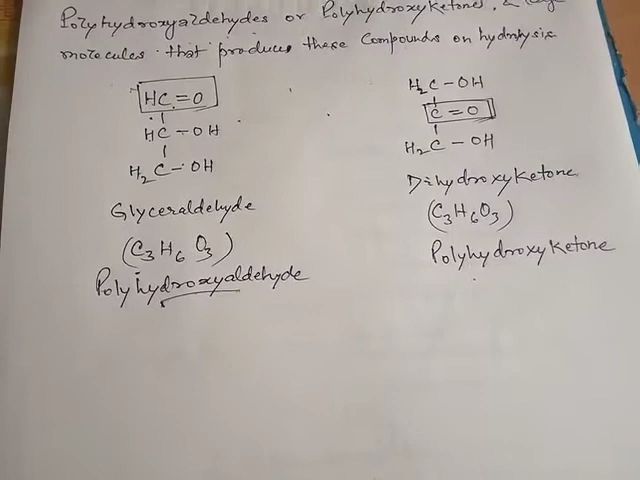 Polyhydroxyaldehydes or Polyhydroxyketones, & large
molecules that produces these compounds on hydrolysis
HC=O
HC-OH
H2C-OH
Glyceraldehyde
(C3H6O3)
Polyhydroxyaldehyde
H2C-OH
C=O
H2C-OH
Dihydroxyketone
(C3H6O3)
Polyhydroxyketone